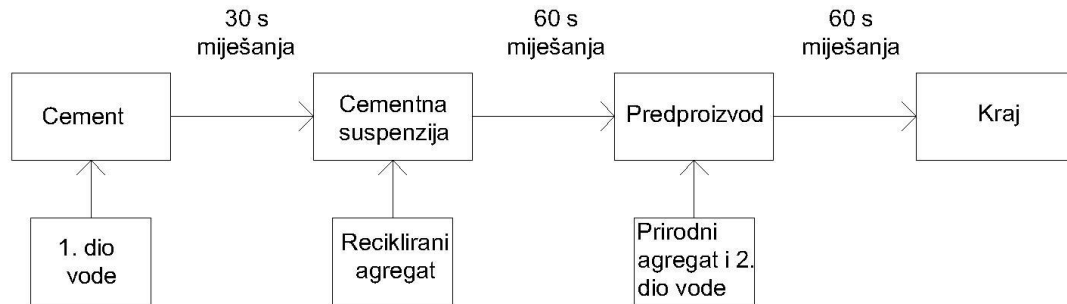 30 s
miješanja
60 s
miješanja
60 s
miješanja
Cement
Cementna
suspenzija
Predproizvod
Kraj
1. dio
vode
Reciklirani
agregat
Prirodni
agregat i 2.
dio vode